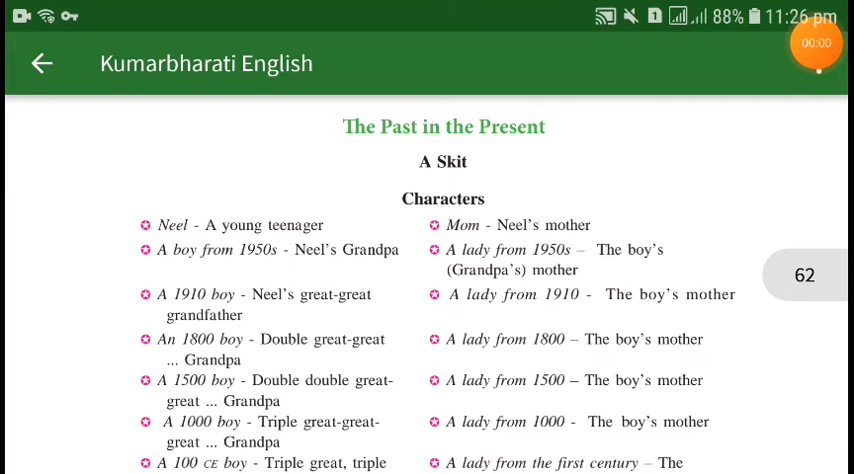 88% 11:26 pm
00:00
Kumarbharati English
The Past in the Present
A Skit
Characters
Neel - A young teenager
Mom - Neel's mother
A boy from 1950s - Neel's Grandpa
A lady from 1950s – The boy's
(Grandpa's) mother
62
A 1910 boy - Neel's great-great
grandfather
A lady from 1910 - The boy's mother
An 1800 boy - Double great-great
... Grandpa
A lady from 1800 – The boy's mother
A 1500 boy - Double double great-
great ... Grandpa
A lady from 1500 – The boy's mother
A 1000 boy - Triple great-great-
great ... Grandpa
A lady from 1000 - The boy's mother
A 100 CE boy - Triple great, triple
A lady from the first century – The